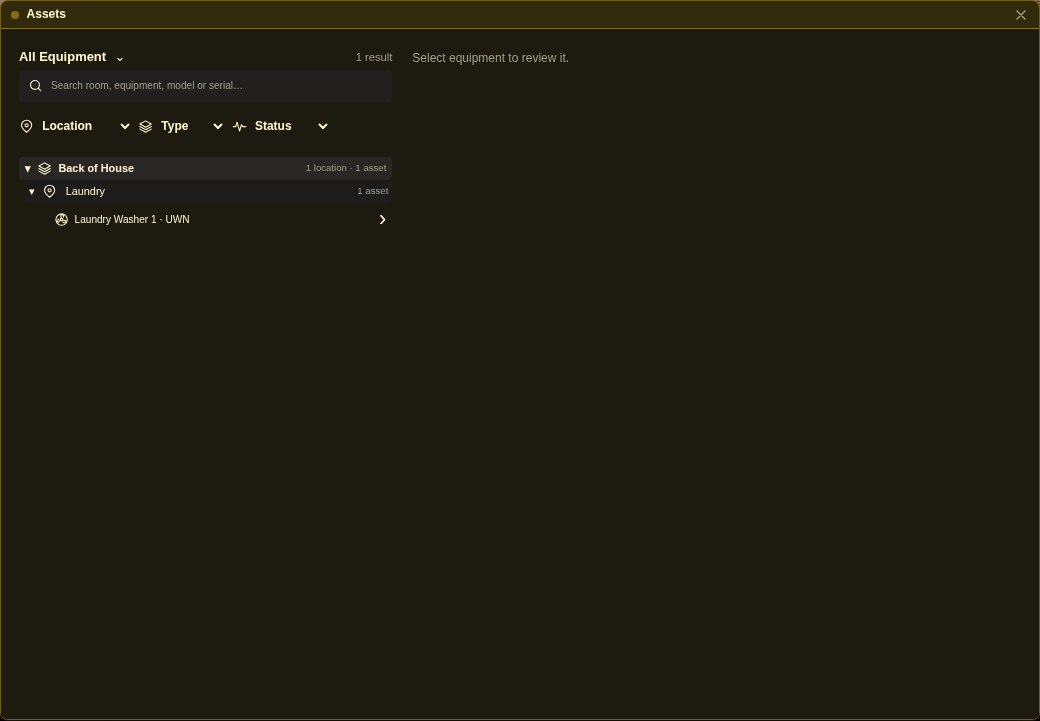 Assets
All Equipment
1 result
Select equipment to review it.
Search room, equipment, model or serial...
Location Type Status
Back of House 1 location · 1 asset
Laundry 1 asset
Laundry Washer 1 · UWN